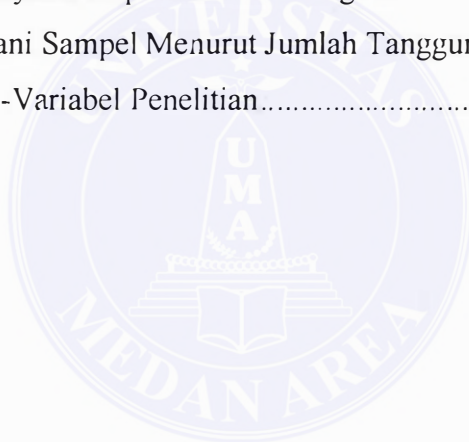 ani Sampel Menurut Jumlah Tanggun
-Variabel Penelitian..........................
UNIVERSITAS
UMA
MEDAN AREA